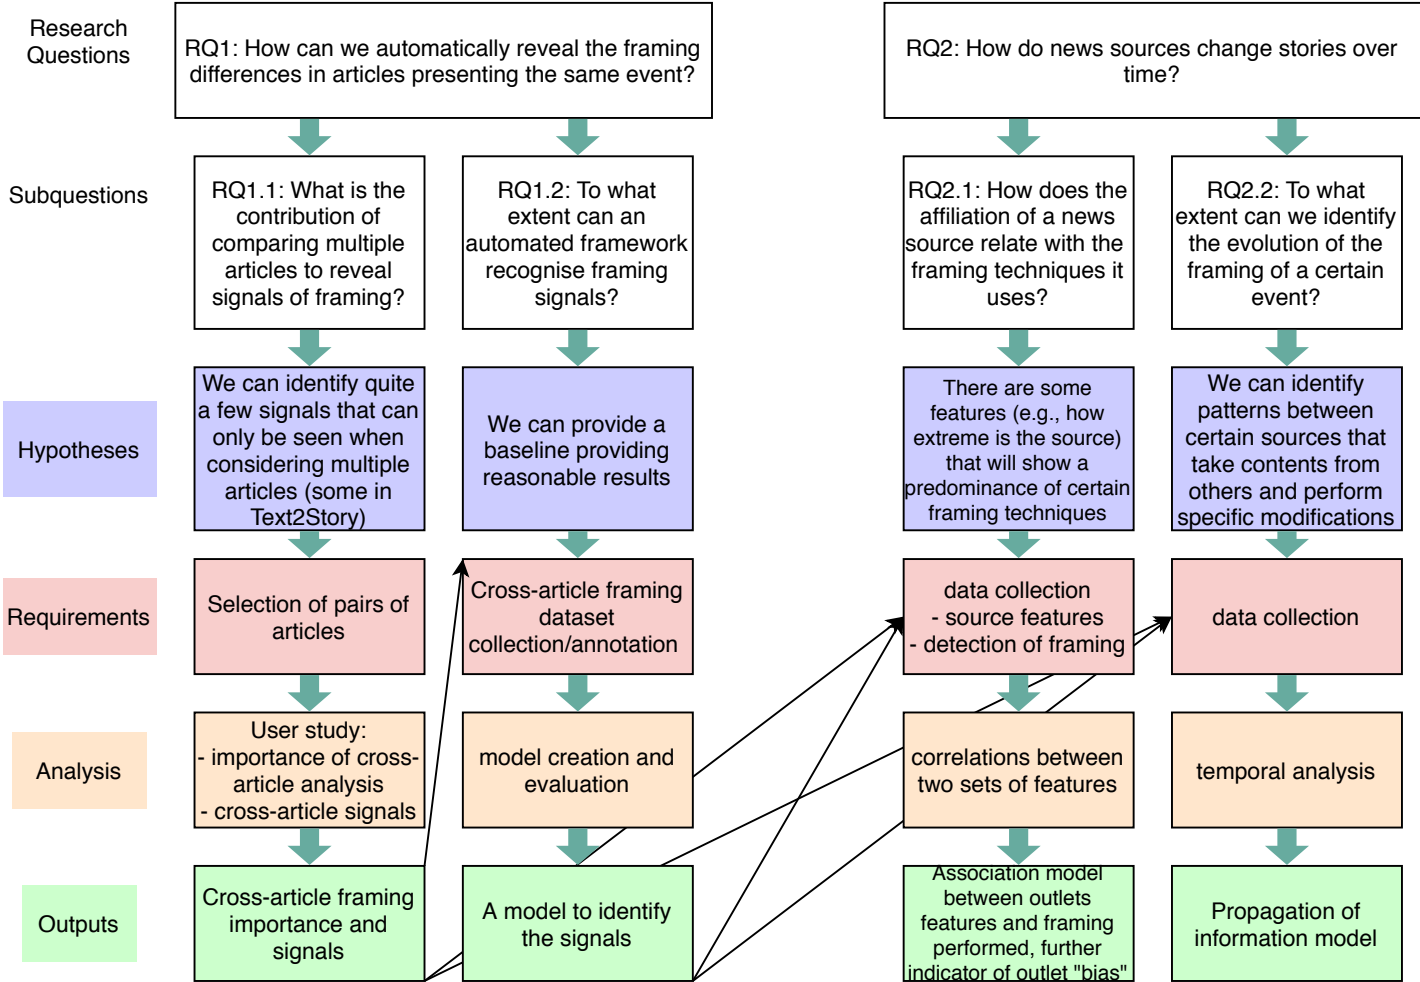 Research
Questions
RQ1: How can we automatically reveal the framing
differences in articles presenting the same event?
RQ2: How do news sources change stories over
time?
Subquestions
RQ1.1: What is the
contribution of
comparing multiple
articles to reveal
signals of framing?
RQ1.2: To what
extent can an
automated framework
recognise framing
signals?
RQ2.1: How does the
affiliation of a news
source relate with the
framing techniques it
uses?
RQ2.2: To what
extent can we identify
the evolution of the
framing of a certain
event?
Hypotheses
We can identify quite
a few signals that can
only be seen when
considering multiple
articles (some in
Text2Story)
We can provide a
baseline providing
reasonable results
There are some
features (e.g., how
extreme is the source)
that will show a
predominance of certain
framing techniques
We can identify
patterns between
certain sources that
take contents from
others and perform
specific modifications
Requirements
Selection of pairs of
articles
Cross-article framing
dataset
collection/annotation
data collection
- source features
- detection of framing
data collection
Analysis
User study:
- importance of cross-
article analysis
- cross-article signals
model creation and
evaluation
correlations between
two sets of features
temporal analysis
Outputs
Cross-article framing
importance and
signals
A model to identify
the signals
Association model
between outlets
features and framing
performed, further
indicator of outlet "bias"
Propagation of
information model